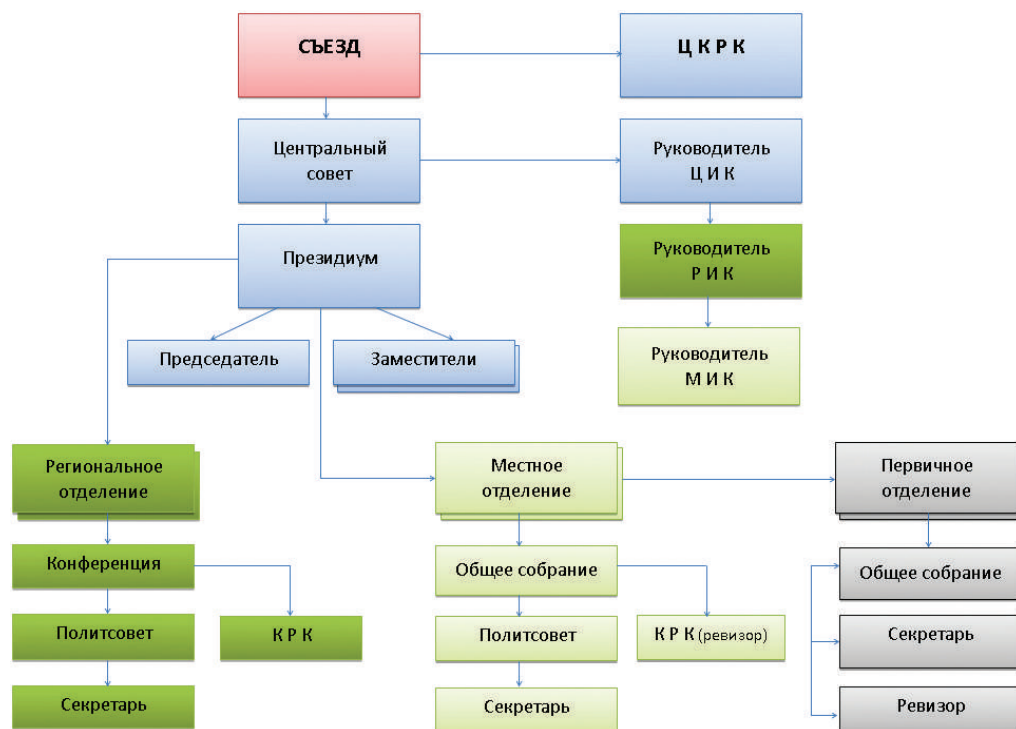 СЪЕЗД
Ц К Р К
Центральный
совет
Руководитель
Ц И К
Президиум
Руководитель
Р И К
Председатель
Заместители
Руководитель
М И К
Региональное
отделение
Местное
отделение
Первичное
отделение
Конференция
Общее собрание
Общее собрание
Политсовет
К Р К
Политсовет
К Р К (ревизор)
Секретарь
Секретарь
Секретарь
Ревизор